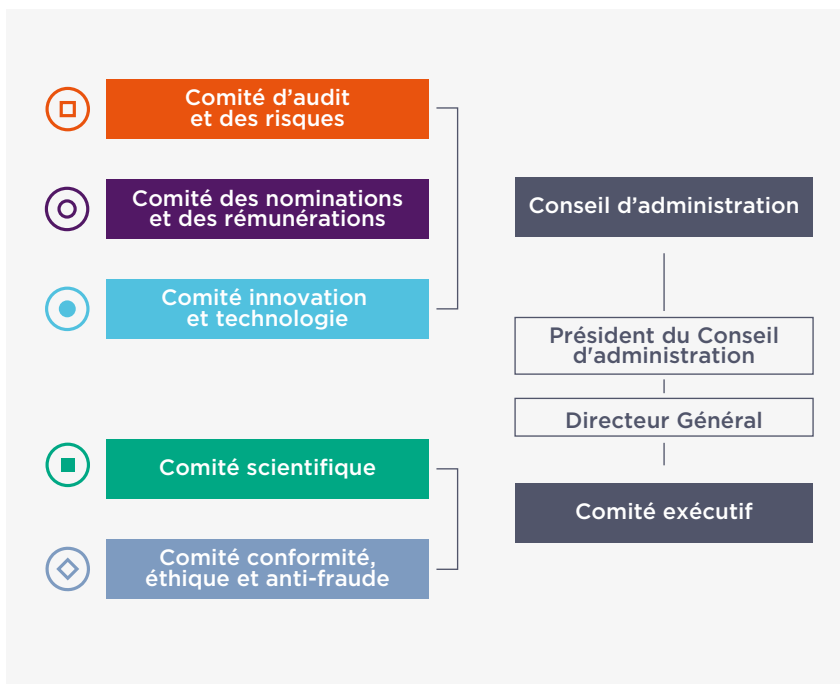 Comité d’audit
et des risques
Comité des nominations
et des rémunérations
Comité innovation
et technologie
Comité scientifique
Comité conformité,
éthique et anti-fraude
Conseil d’administration
Président du Conseil
d'administration
Directeur Général
Comité exécutif